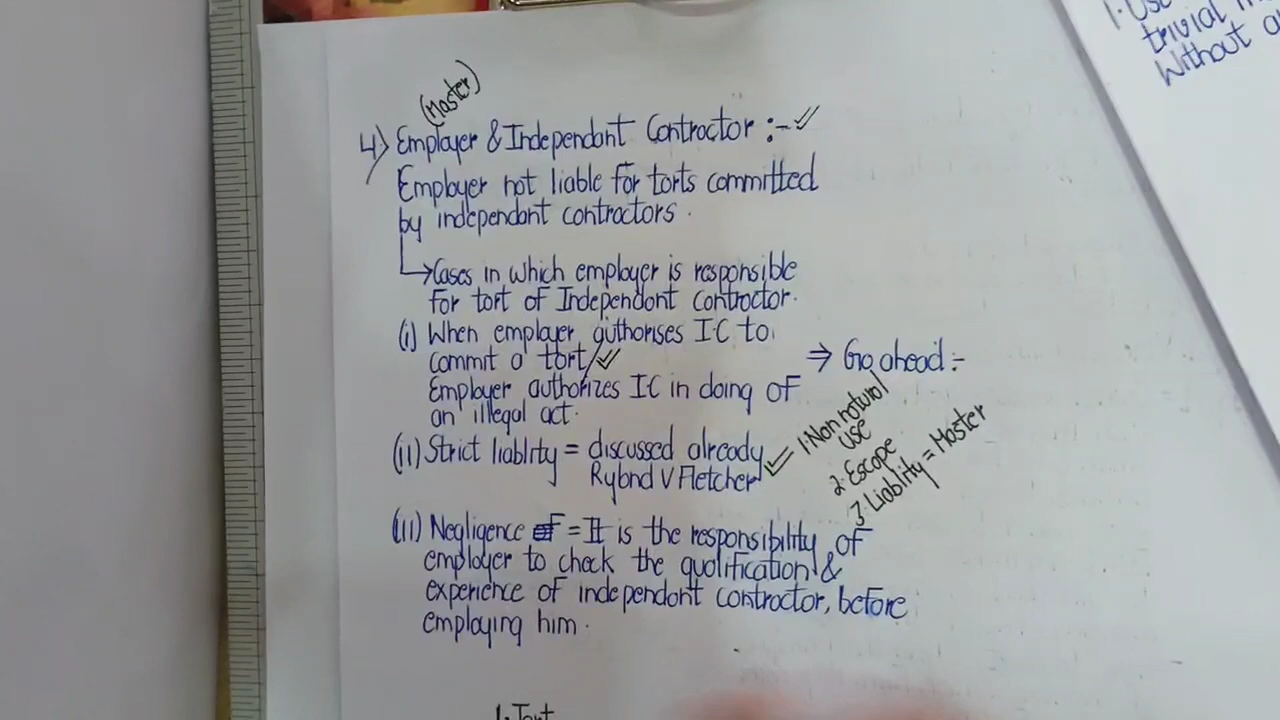 (Master)
4) Employer & Independant Contractor :-
Employer not liable for torts committed
by independant contractors.
Cases in which employer is responsible
for tort of Independant contractor.
(i) When employer authorises I.C to
commit a tort/
Employer authorizes IC in doing of
an illegal act.
⇒ Go ahead :-
(ii) Strict liablity = discussed already
Rylond V Fletcher
1. Non natural
use
2. Escape
3. Liablity = Master
(iii) Negligence = It is the responsibility of
employer to check the qualification &
experience of independant contractor, before
employing him.
1. Tort
1. Use
trivial
Without a